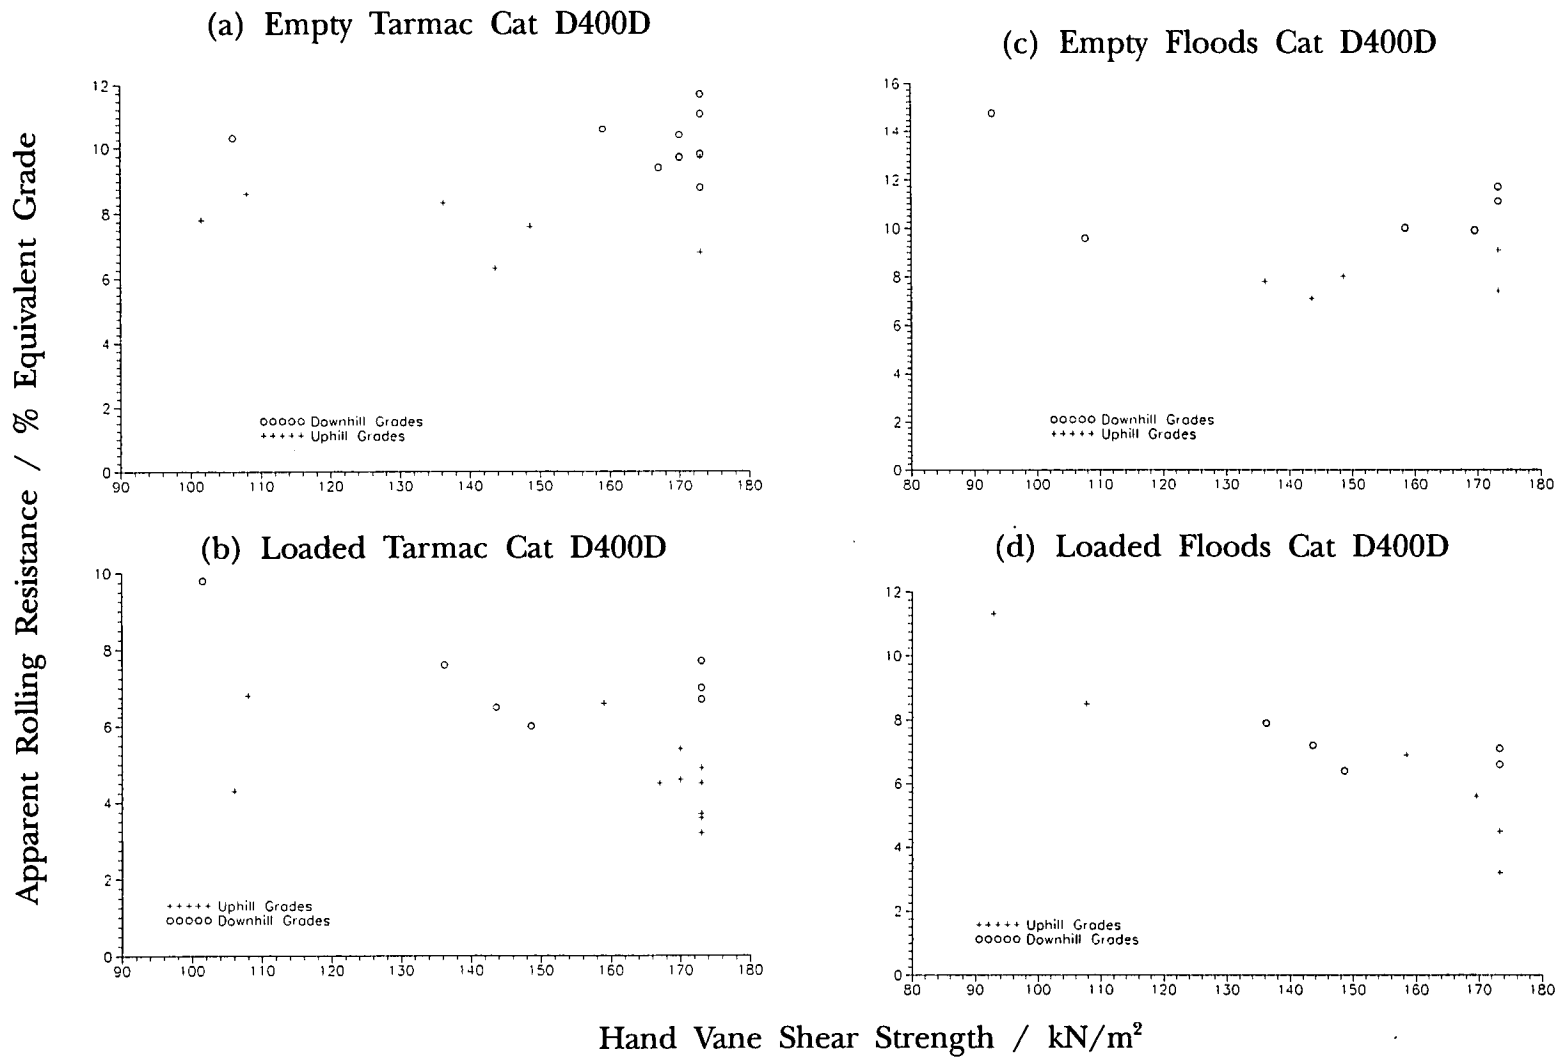 (a) Empty Tarmac Cat D400D
12
10
8
6
4
2
0
90 100 110 120 130 140 150 160 170 180
ooooo Downhill Grades
+++++ Uphill Grades
(c) Empty Floods Cat D400D
16
14
12
10
8
6
4
2
0
80 90 100 110 120 130 140 150 160 170 180
ooooo Downhill Grades
+++++ Uphill Grades
(b) Loaded Tarmac Cat D400D
10
8
6
4
2
0
90 100 110 120 130 140 150 160 170 180
+++++ Uphill Grades
ooooo Downhill Grades
(d) Loaded Floods Cat D400D
12
10
8
6
4
2
0
80 90 100 110 120 130 140 150 160 170 180
+++++ Uphill Grades
ooooo Downhill Grades
Apparent Rolling Resistance / % Equivalent Grade
Hand Vane Shear Strength / kN/m²